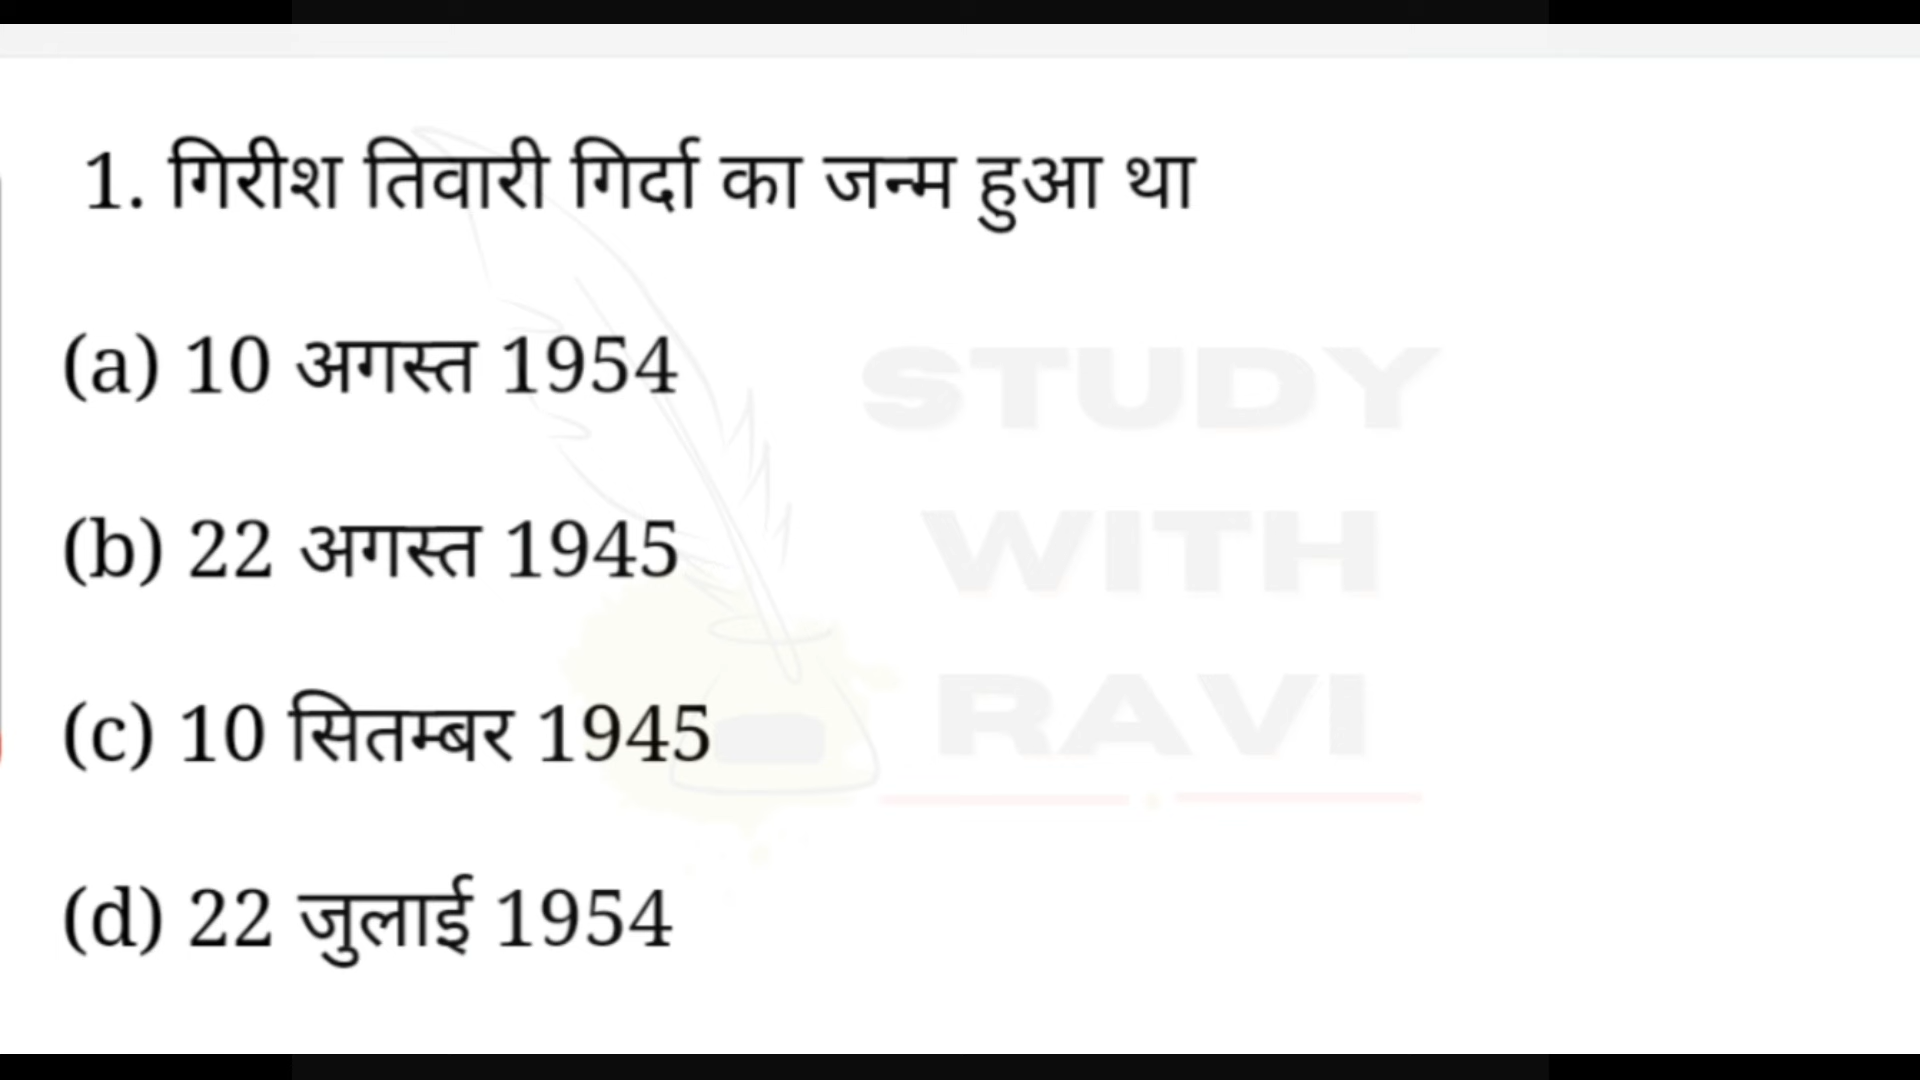 1. गिरीश तिवारी गिर्दा का जन्म हुआ था
(a) 10 अगस्त 1954
(b) 22 अगस्त 1945
(c) 10 सितम्बर 1945
(d) 22 जुलाई 1954
STUDY
WITH
RAVI